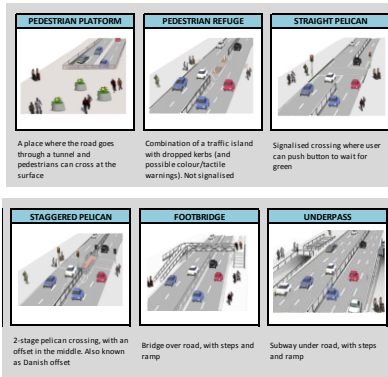 PEDESTRIAN PLATFORM
PEDESTRIAN REFUGE
STRAIGHT PELICAN
A place where the road goes
through a tunnel and
pedestrians can cross at the
surface
Combination of a traffic island
with dropped kerbs (and
possible colour/tactile
warnings). Not signalised
Signalised crossing where user
can push button to wait for
green
STAGGERED PELICAN
FOOTBRIDGE
UNDERPASS
2-stage pelican crossing, with an
offset in the middle. Also known
as Danish offset
Bridge over road, with steps and
ramp
Subway under road, with steps
and ramp